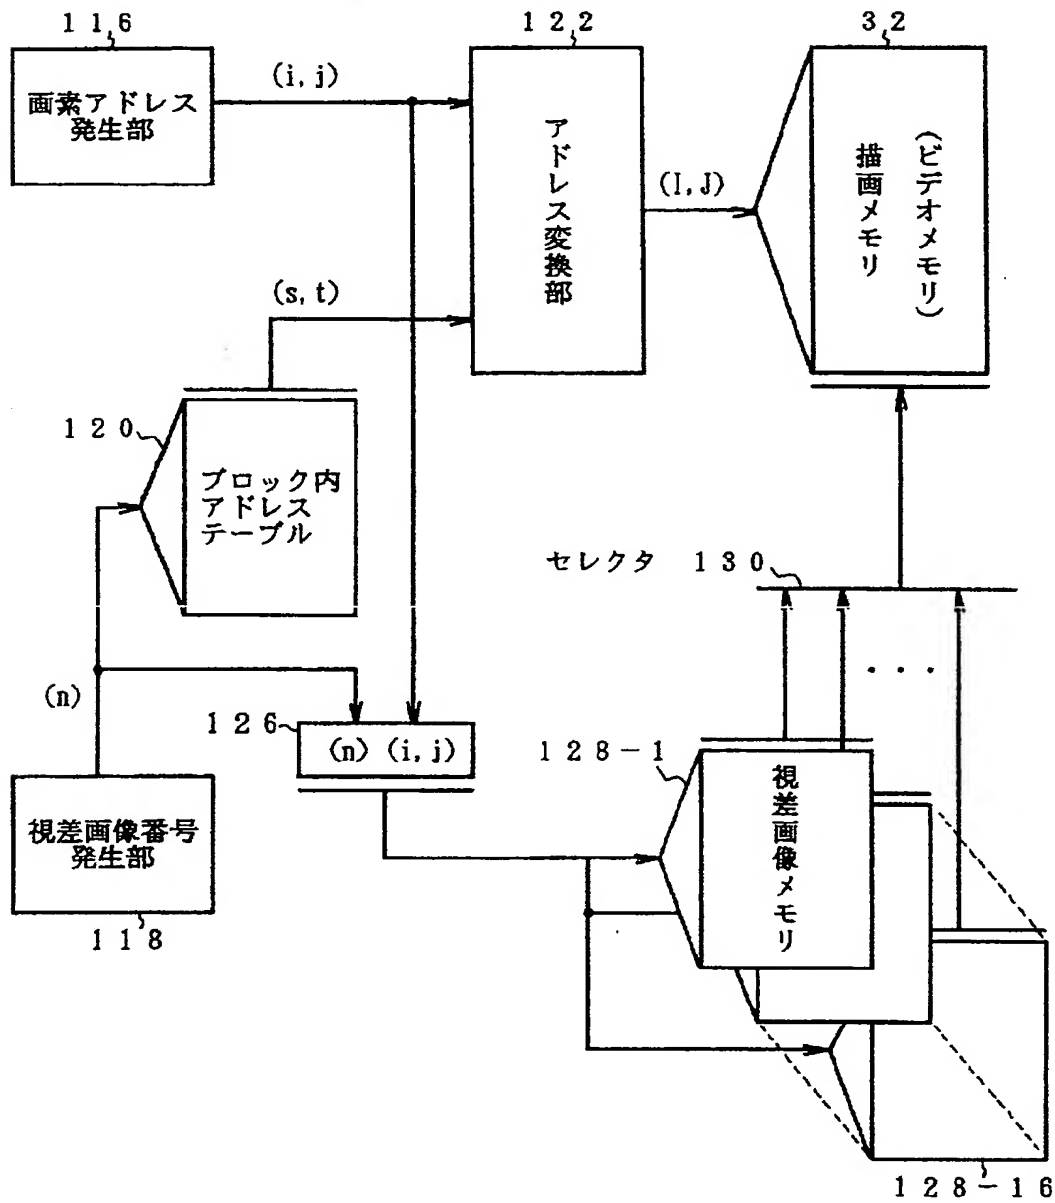 １１６
１２２
３２
画素アドレス
発生部
(i, j)
アドレス変換部
(I, J)
描画メモリ
(ビデオメモリ)
(s, t)
１２０
ブロック内
アドレス
テーブル
セレクタ １３０
・・・
(n)
１２６
(n) (i, j)
１２８－１
視差画像メモリ
視差画像番号
発生部
１１８
１２８－１６